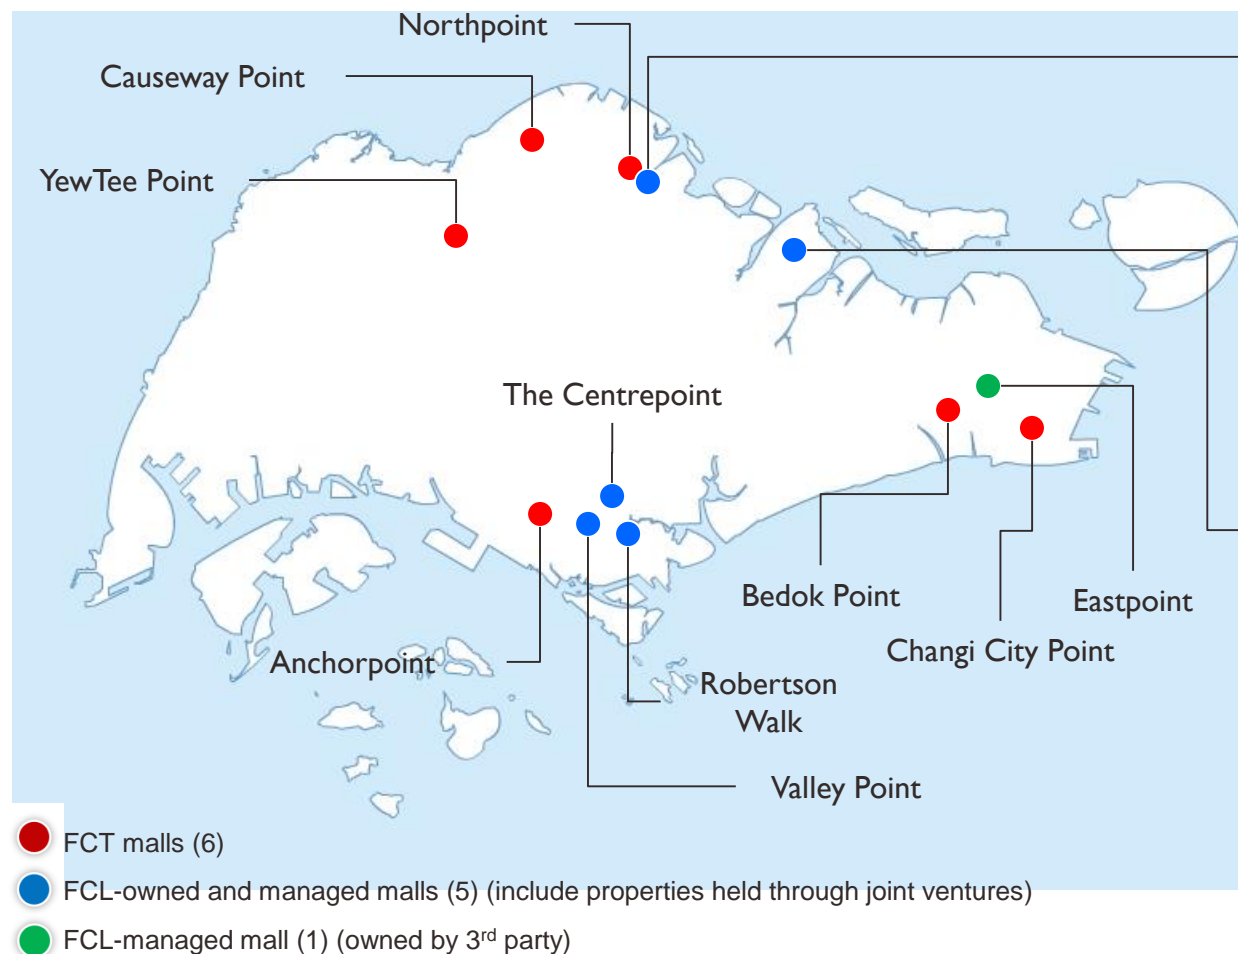 Northpoint
Causeway Point
YewTee Point
The Centrepoint
Bedok Point
Eastpoint
Changi City Point
Anchorpoint
Robertson
Walk
Valley Point
FCT malls (6)
FCL-owned and managed malls (5) (include properties held through joint ventures)
FCL-managed mall (1) (owned by 3rd party)